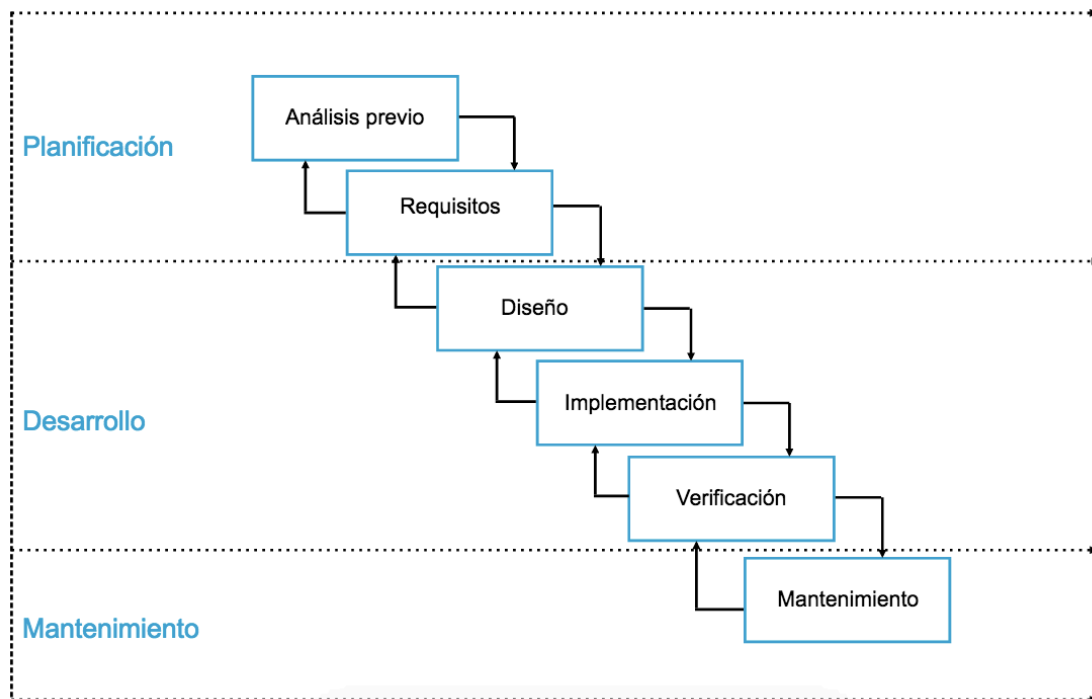 Análisis previo
Planificación
Requisitos
Diseño
Implementación
Desarrollo
Verificación
Mantenimiento
Mantenimiento